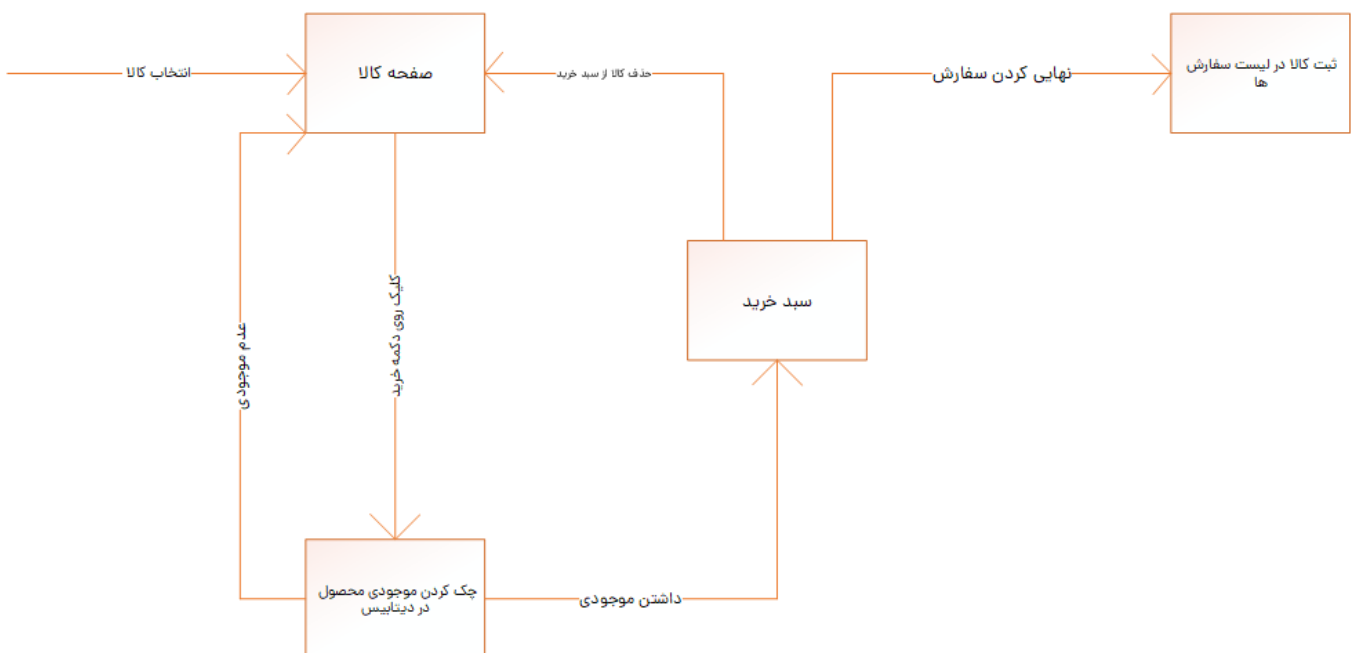 انتخاب کالا
صفحه کالا
حذف کالا از سبد خرید
نهایی کردن سفارش
ثبت کالا در لیست سفارش
ها
عدم موجودی
کلیک روی دکمه خرید
سبد خرید
چک کردن موجودی محصول
در دیتابیس
داشتن موجودی